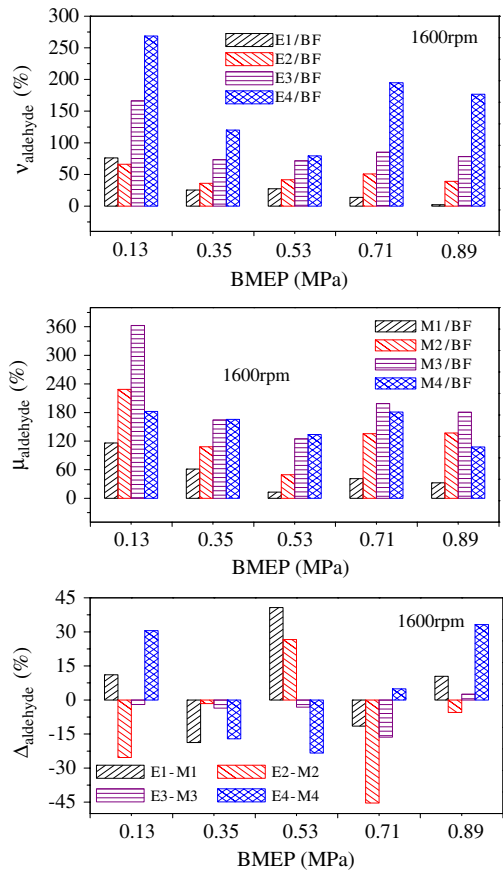 300
250
200
150
100
50
0
ν_aldehyde (%)
1600rpm
E1/BF
E2/BF
E3/BF
E4/BF
0.13 0.35 0.53 0.71 0.89
BMEP (MPa)
360
300
240
180
120
60
0
μ_aldehyde (%)
1600rpm
M1/BF
M2/BF
M3/BF
M4/BF
0.13 0.35 0.53 0.71 0.89
BMEP (MPa)
45
30
15
0
-15
-30
-45
Δ_aldehyde (%)
1600rpm
E1-M1 E2-M2
E3-M3 E4-M4
0.13 0.35 0.53 0.71 0.89
BMEP (MPa)